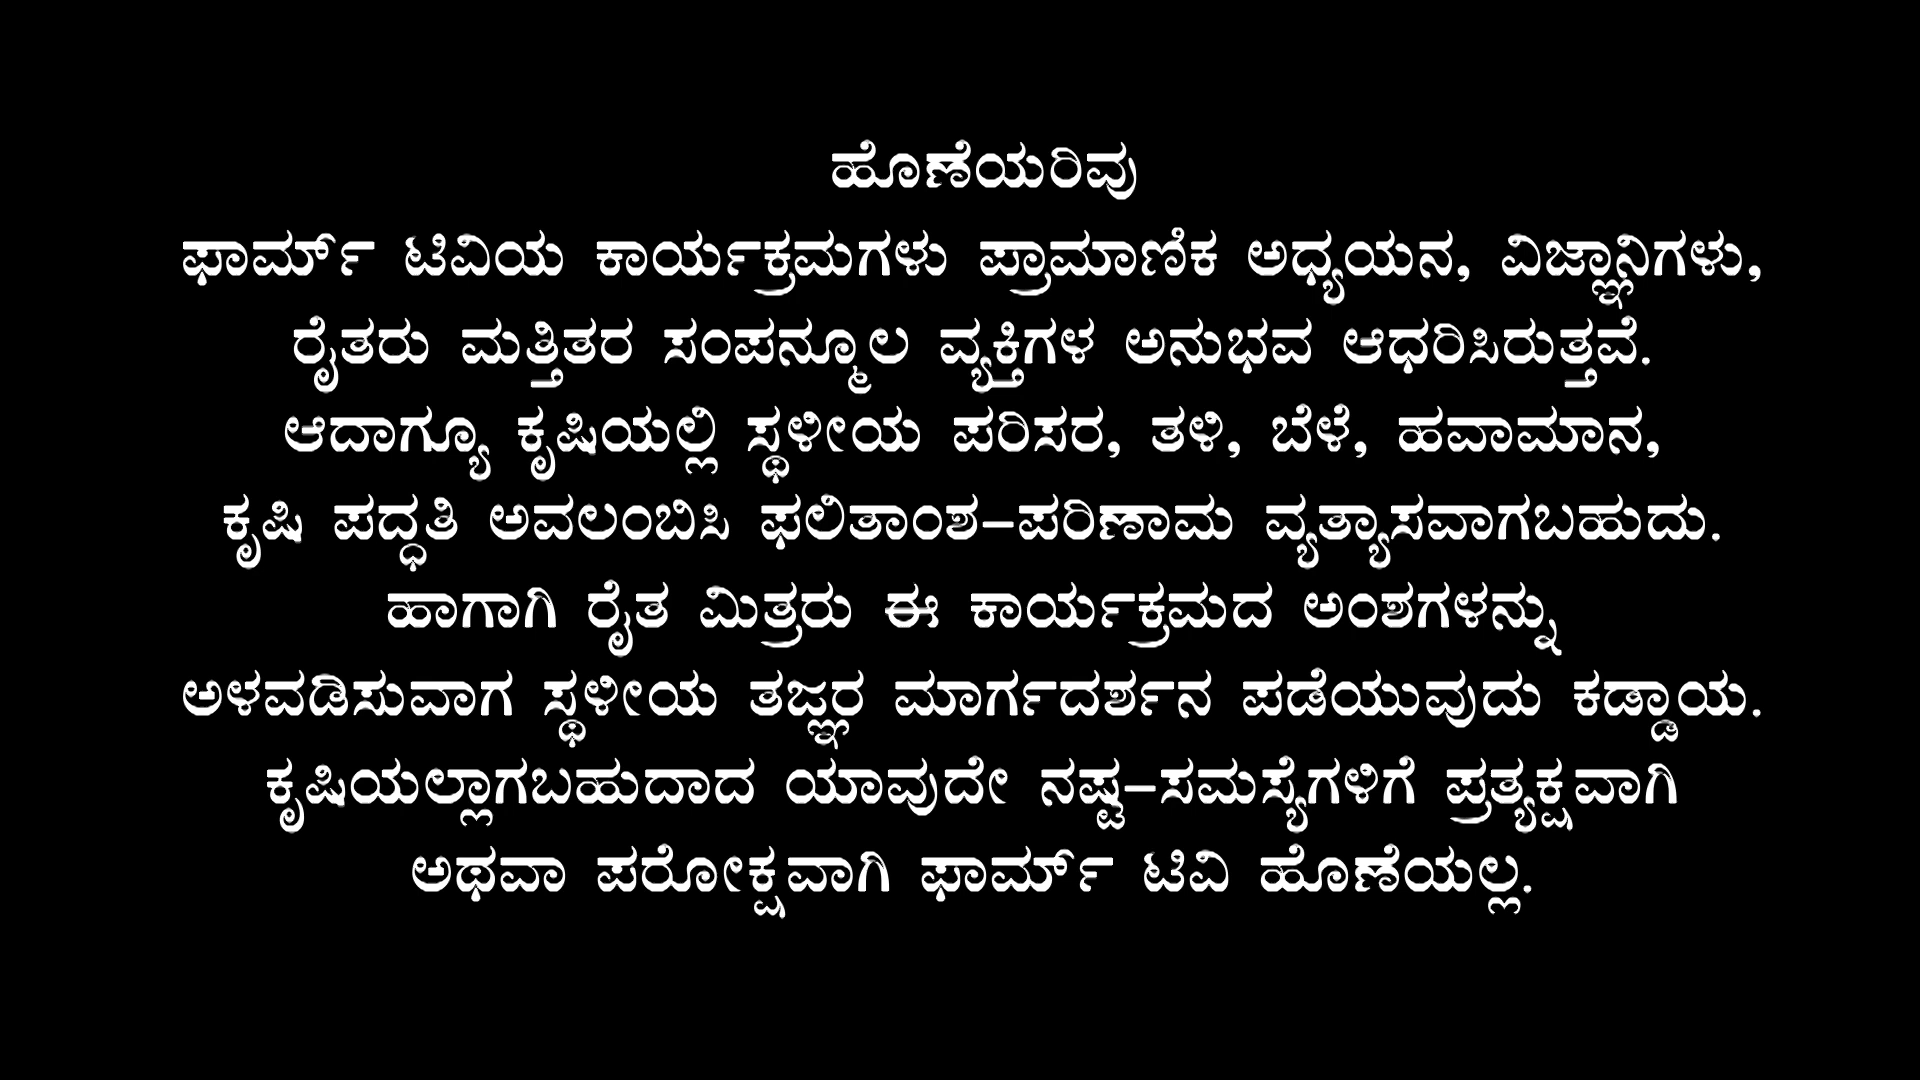 ಹೊಣೆಯರಿವು
ಫಾರ್ಮ್ ಟಿವಿಯ ಕಾರ್ಯಕ್ರಮಗಳು ಪ್ರಾಮಾಣಿಕ ಅಧ್ಯಯನ, ವಿಜ್ಞಾನಿಗಳು,
ರೈತರು ಮತ್ತಿತರ ಸಂಪನ್ಮೂಲ ವ್ಯಕ್ತಿಗಳ ಅನುಭವ ಆಧರಿಸಿರುತ್ತವೆ.
ಆದಾಗ್ಯೂ ಕೃಷಿಯಲ್ಲಿ ಸ್ಥಳೀಯ ಪರಿಸರ, ತಳಿ, ಬೆಳೆ, ಹವಾಮಾನ,
ಕೃಷಿ ಪದ್ಧತಿ ಅವಲಂಬಿಸಿ ಫಲಿತಾಂಶ-ಪರಿಣಾಮ ವ್ಯತ್ಯಾಸವಾಗಬಹುದು.
ಹಾಗಾಗಿ ರೈತ ಮಿತ್ರರು ಈ ಕಾರ್ಯಕ್ರಮದ ಅಂಶಗಳನ್ನು
ಅಳವಡಿಸುವಾಗ ಸ್ಥಳೀಯ ತಜ್ಞರ ಮಾರ್ಗದರ್ಶನ ಪಡೆಯುವುದು ಕಡ್ಡಾಯ.
ಕೃಷಿಯಲ್ಲಾಗಬಹುದಾದ ಯಾವುದೇ ನಷ್ಟ-ಸಮಸ್ಯೆಗಳಿಗೆ ಪ್ರತ್ಯಕ್ಷವಾಗಿ
ಅಥವಾ ಪರೋಕ್ಷವಾಗಿ ಫಾರ್ಮ್ ಟಿವಿ ಹೊಣೆಯಲ್ಲ.